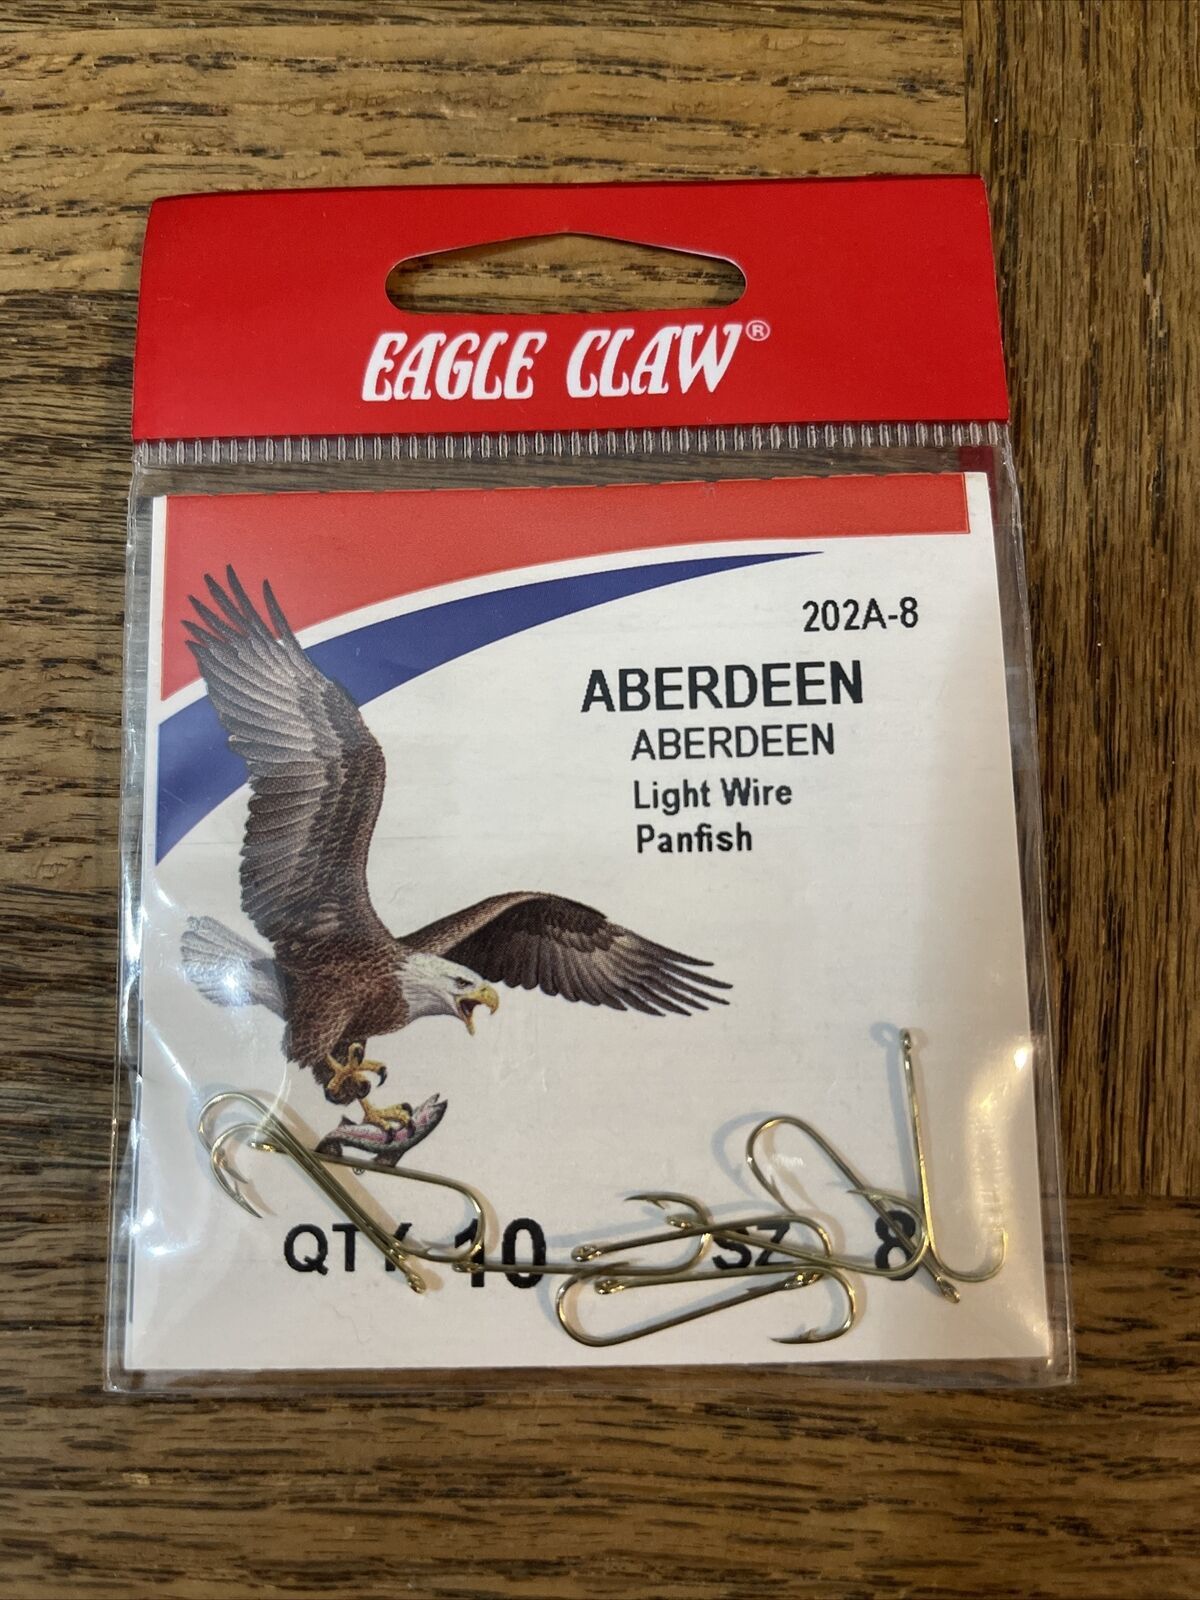 EAGLE CLAW®
202A-8
ABERDEEN
ABERDEEN
Light Wire
Panfish
QTY 10 SZ 8